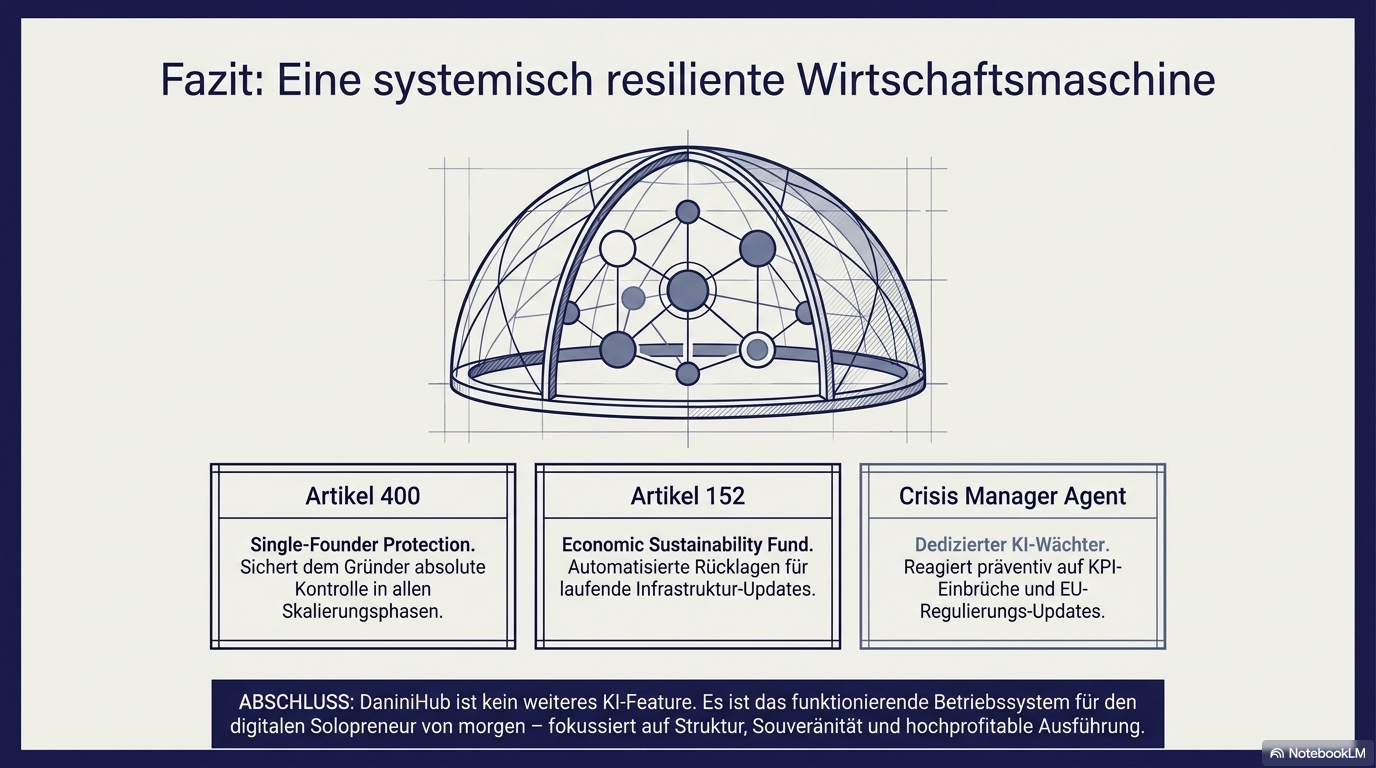 Fazit: Eine systemisch resiliente Wirtschaftsmaschine
Artikel 400
Single-Founder Protection.
Sichert dem Gründer absolute
Kontrolle in allen
Skalierungsphasen.
Artikel 152
Economic Sustainability Fund.
Automatisierte Rücklagen für
laufende Infrastruktur-Updates.
Crisis Manager Agent
Dedizierter KI-Wächter.
Reagiert präventiv auf KPI-
Einbrüche und EU-
Regulierungs-Updates.
ABSCHLUSS: DaniniHub ist kein weiteres KI-Feature. Es ist das funktionierende Betriebssystem für den
digitalen Solopreneur von morgen – fokussiert auf Struktur, Souveränität und hochprofitable Ausführung.
NotebookLM